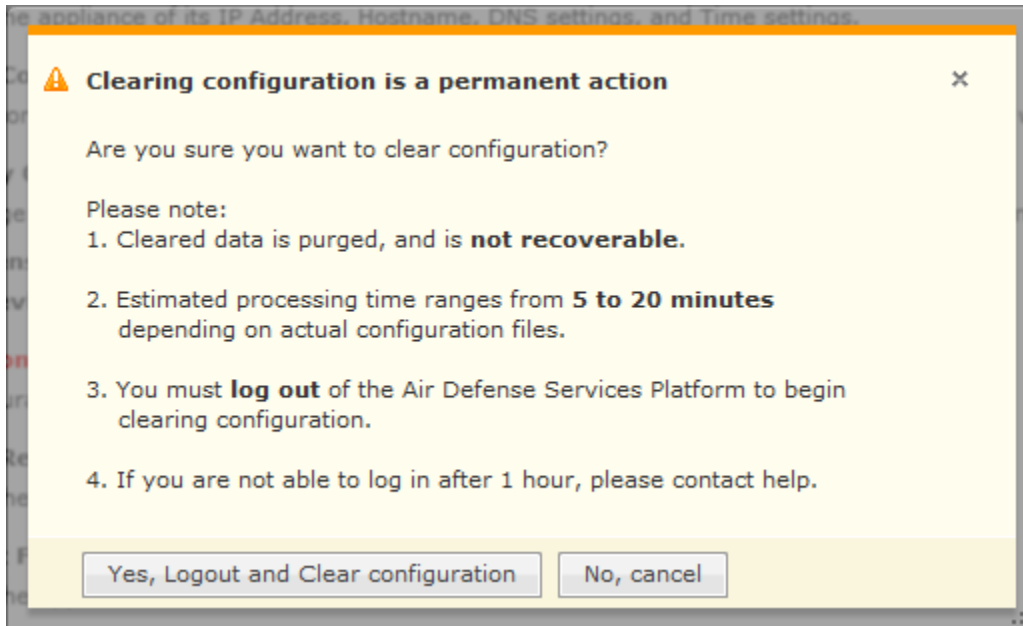 he appliance of its IP Address, Hostname, DNS settings, and Time settings.
Clearing configuration is a permanent action
Are you sure you want to clear configuration?
Please note:
1. Cleared data is purged, and is not recoverable.
2. Estimated processing time ranges from 5 to 20 minutes
depending on actual configuration files.
3. You must log out of the Air Defense Services Platform to begin
clearing configuration.
4. If you are not able to log in after 1 hour, please contact help.
Yes, Logout and Clear configuration No, cancel